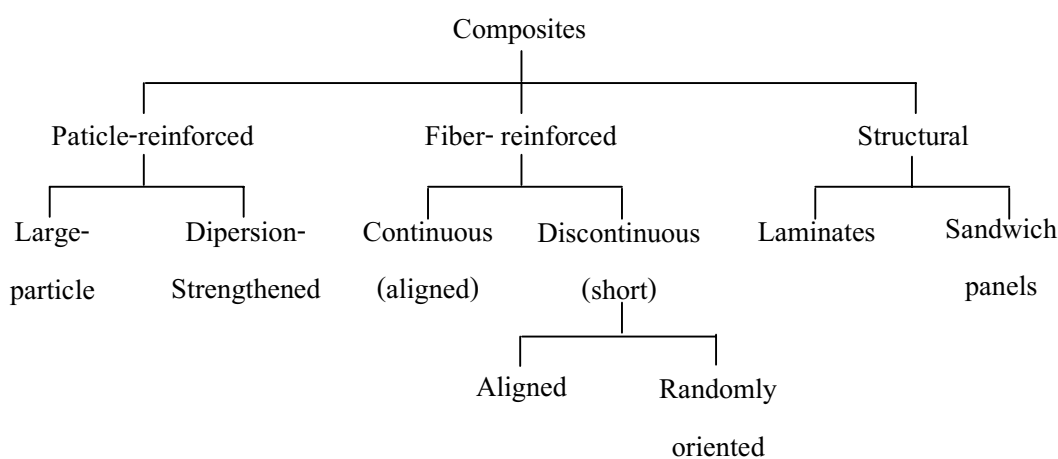 Composites
Paticle-reinforced
Fiber- reinforced
Structural
Large-
particle
Dipersion-
Strengthened
Continuous
(aligned)
Discontinuous
(short)
Laminates
Sandwich
panels
Aligned
Randomly
oriented